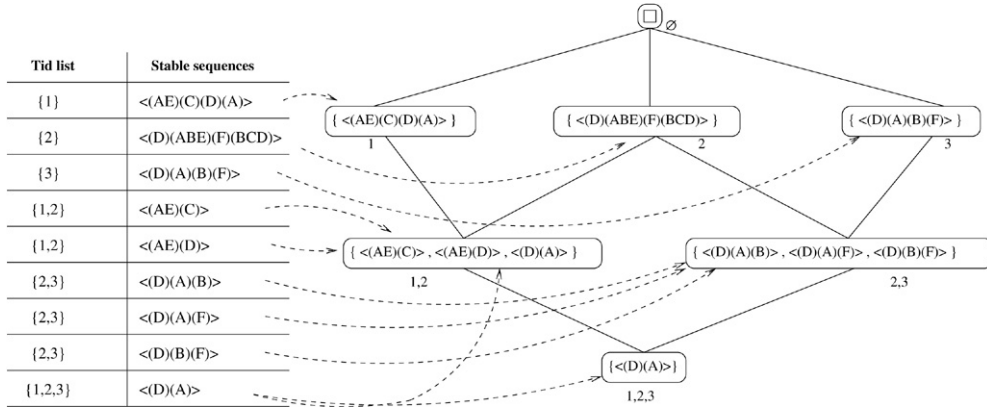 ∅
Tid list Stable sequences
{1} <(AE)(C)(D)(A)>
{ <(AE)(C)(D)(A)> } { <(D)(ABE)(F)(BCD)> } { <(D)(A)(B)(F)> }
{2} <(D)(ABE)(F)(BCD)>
1 2 3
{3} <(D)(A)(B)(F)>
{1,2} <(AE)(C)>
{1,2} <(AE)(D)>
{ <(AE)(C)> , <(AE)(D)> , <(D)(A)> } { <(D)(A)(B)> , <(D)(A)(F)> , <(D)(B)(F)> }
{2,3} <(D)(A)(B)>
1,2 2,3
{2,3} <(D)(A)(F)>
{2,3} <(D)(B)(F)>
{<(D)(A)>}
{1,2,3} <(D)(A)>
1,2,3